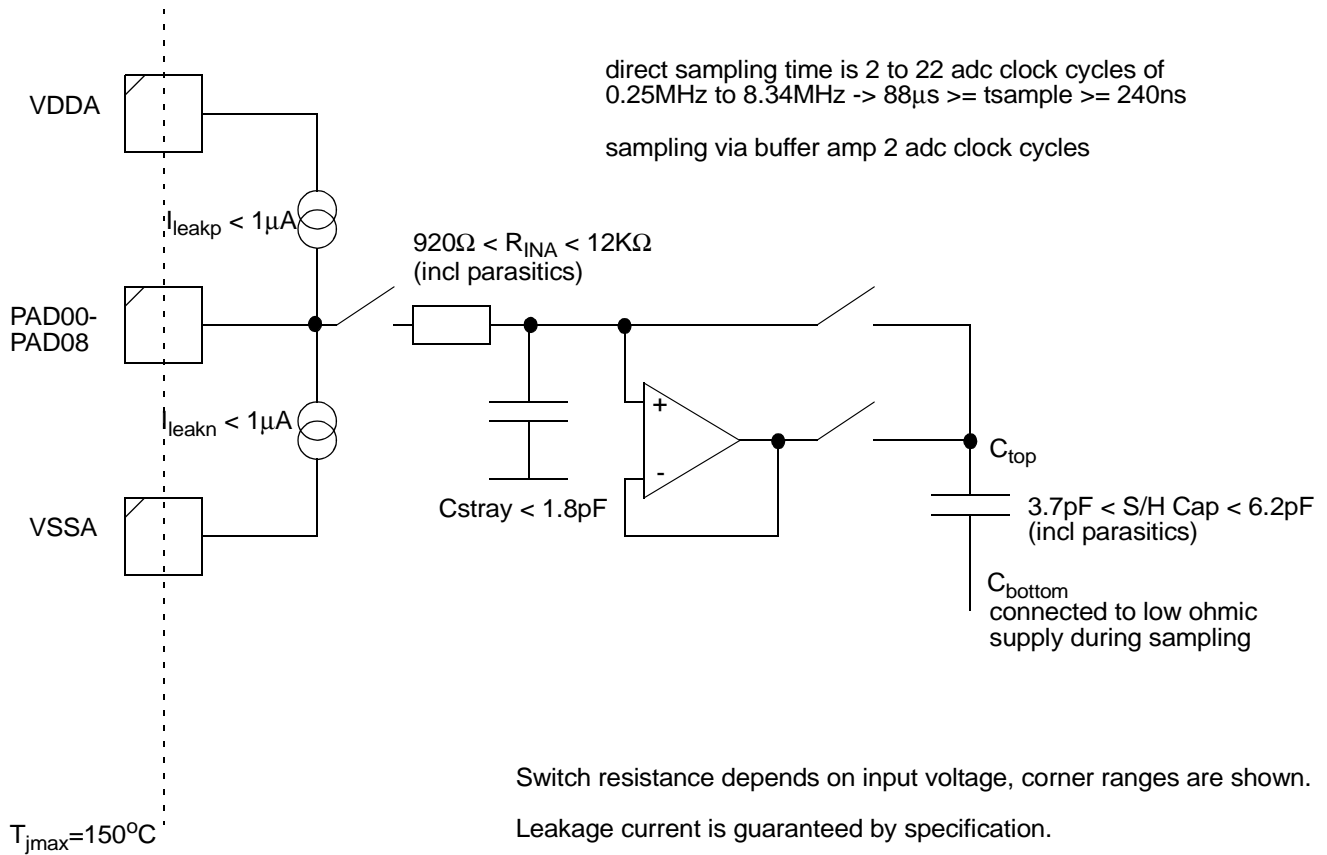 direct sampling time is 2 to 22 adc clock cycles of
0.25MHz to 8.34MHz -> 88μs >= tsample >= 240ns
sampling via buffer amp 2 adc clock cycles
VDDA
Ileakp < 1μA
920Ω < RINA < 12KΩ
(incl parasitics)
PAD00-
PAD08
Ileakn < 1μA
+
-
Ctop
Cstray < 1.8pF
3.7pF < S/H Cap < 6.2pF
(incl parasitics)
VSSA
Cbottom
connected to low ohmic
supply during sampling
Switch resistance depends on input voltage, corner ranges are shown.
Leakage current is guaranteed by specification.
Tjmax=150oC